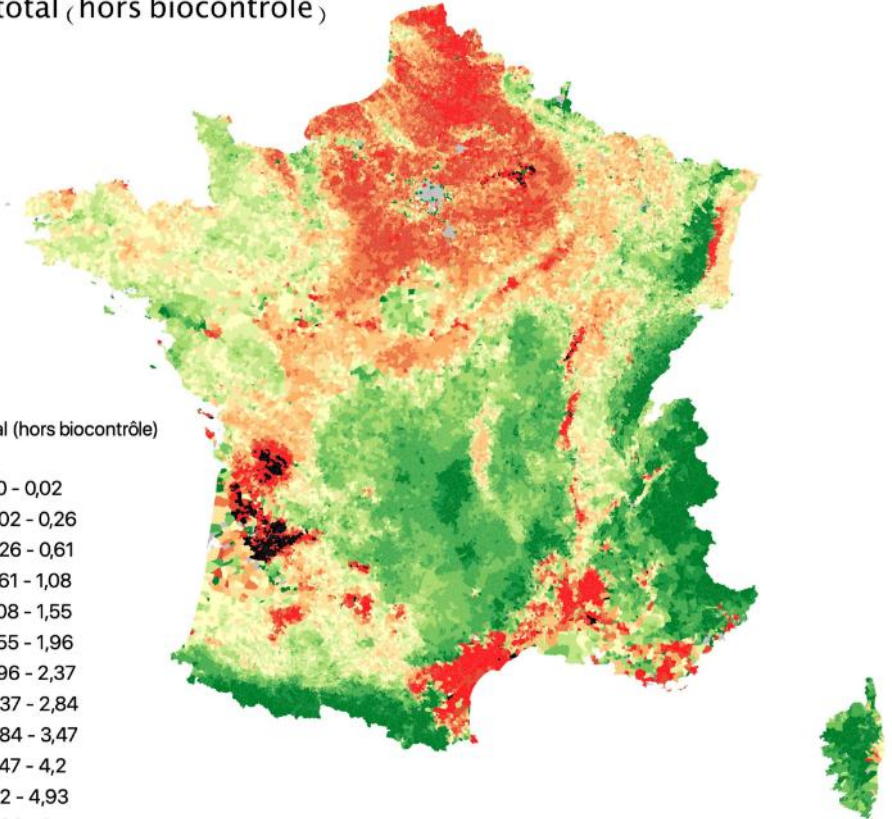 total (hors biocontrôle)
al (hors biocontrôle)
0 - 0,02
02 - 0,26
26 - 0,61
61 - 1,08
08 - 1,55
55 - 1,96
96 - 2,37
37 - 2,84
84 - 3,47
47 - 4,2
2 - 4,93